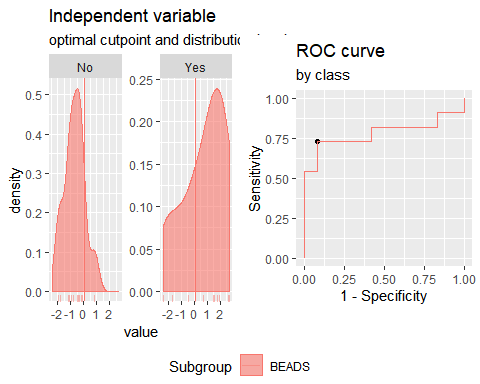 Independent variable
optimal cutpoint and distributic
No
Yes
density
0.5
0.4
0.3
0.2
0.1
0.0
0.25
0.20
0.15
0.10
0.05
0.00
-2 -1 0 1 2
-2 -1 0 1 2
value
ROC curve
by class
Sensitivity
1.00
0.75
0.50
0.25
0.00
0.00 0.25 0.50 0.75 1.00
1 - Specificity
Subgroup BEADS